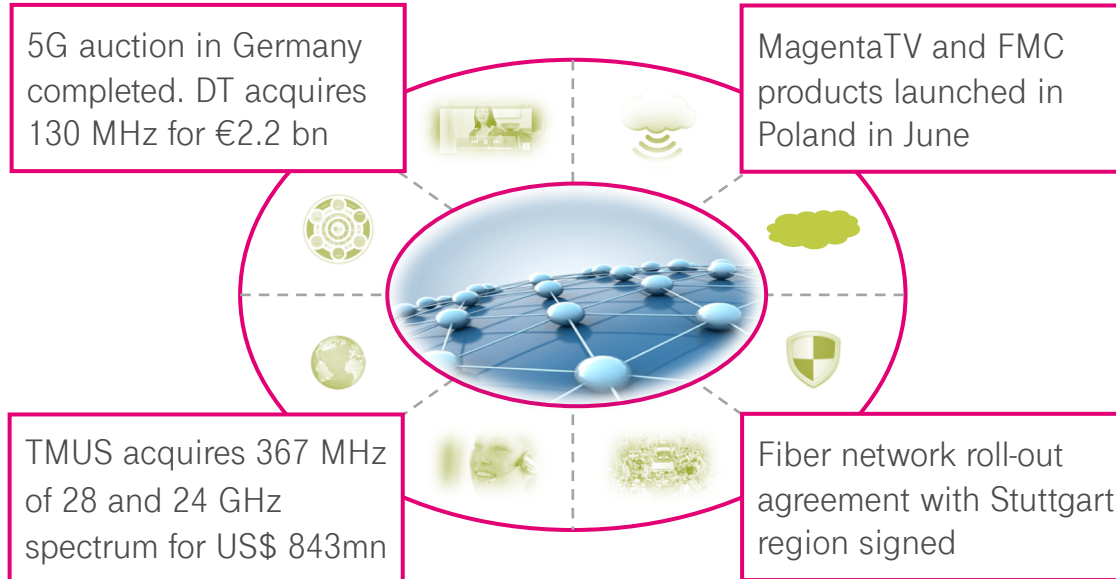 5G auction in Germany
completed. DT acquires
130 MHz for €2.2 bn
MagentaTV and FMC
products launched in
Poland in June
TMUS acquires 367 MHz
of 28 and 24 GHz
spectrum for US$ 843mn
Fiber network roll-out
agreement with Stuttgart
region signed